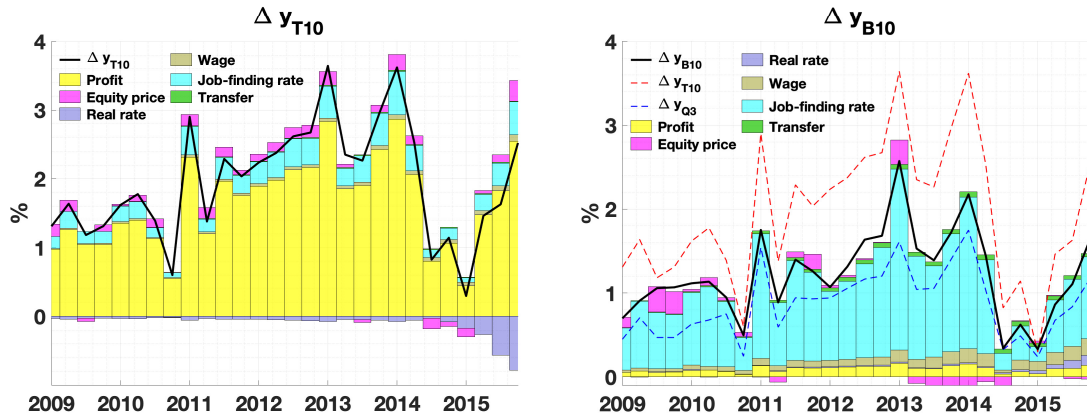 Δ y_T10
4
3
2
1
0
%
Δ y_T10
Profit
Equity price
Real rate
Wage
Job-finding rate
Transfer
2009 2010 2011 2012 2013 2014 2015
Δ y_B10
4
3
2
1
0
%
Δ y_B10
Δ y_T10
Δ y_Q3
Profit
Equity price
Real rate
Wage
Job-finding rate
Transfer
2009 2010 2011 2012 2013 2014 2015